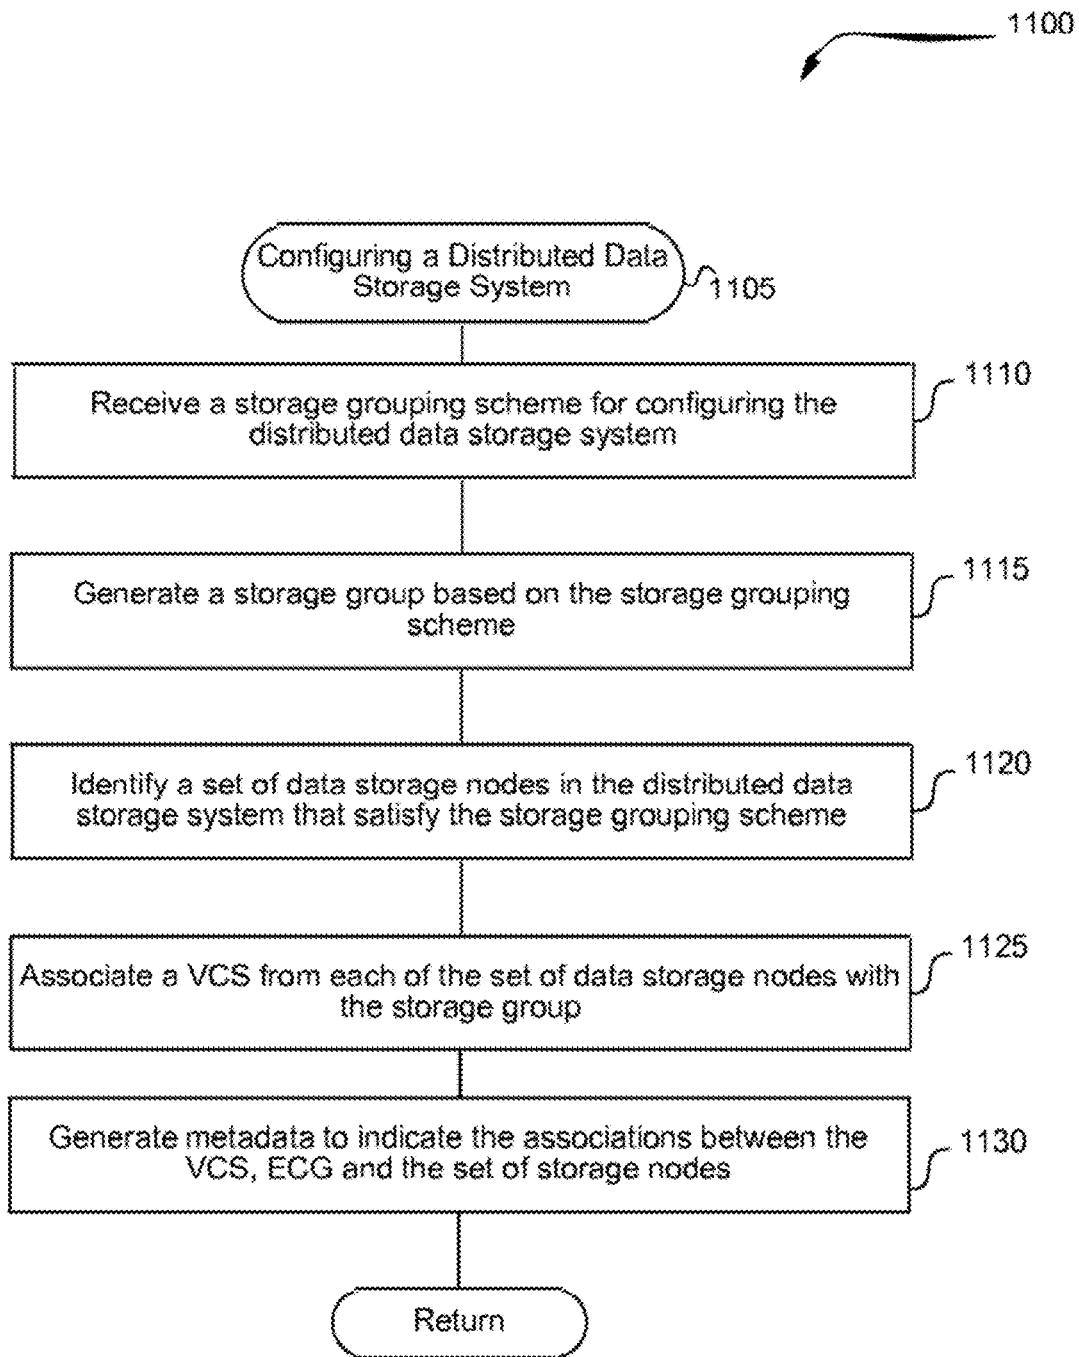 1100
Configuring a Distributed Data
Storage System
1105
1110
Receive a storage grouping scheme for configuring the
distributed data storage system
1115
Generate a storage group based on the storage grouping
scheme
1120
Identify a set of data storage nodes in the distributed data
storage system that satisfy the storage grouping scheme
1125
Associate a VCS from each of the set of data storage nodes with
the storage group
1130
Generate metadata to indicate the associations between the
VCS, ECG and the set of storage nodes
Return